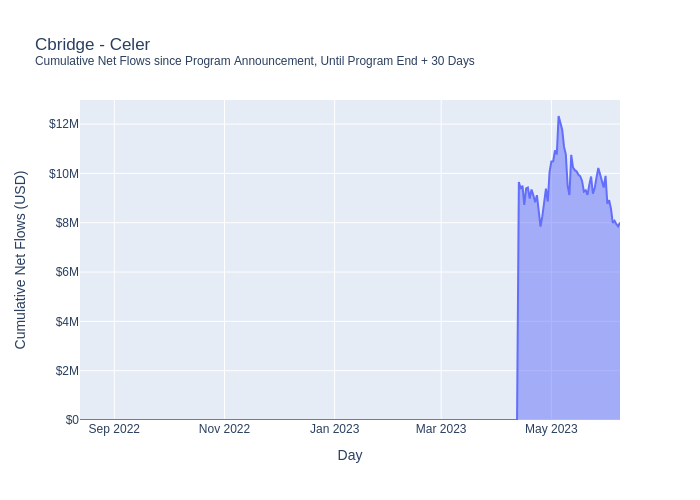 Cbridge - Celer
Cumulative Net Flows since Program Announcement, Until Program End + 30 Days
Cumulative Net Flows (USD)
$12M
$10M
$8M
$6M
$4M
$2M
$0
Sep 2022 Nov 2022 Jan 2023 Mar 2023 May 2023
Day